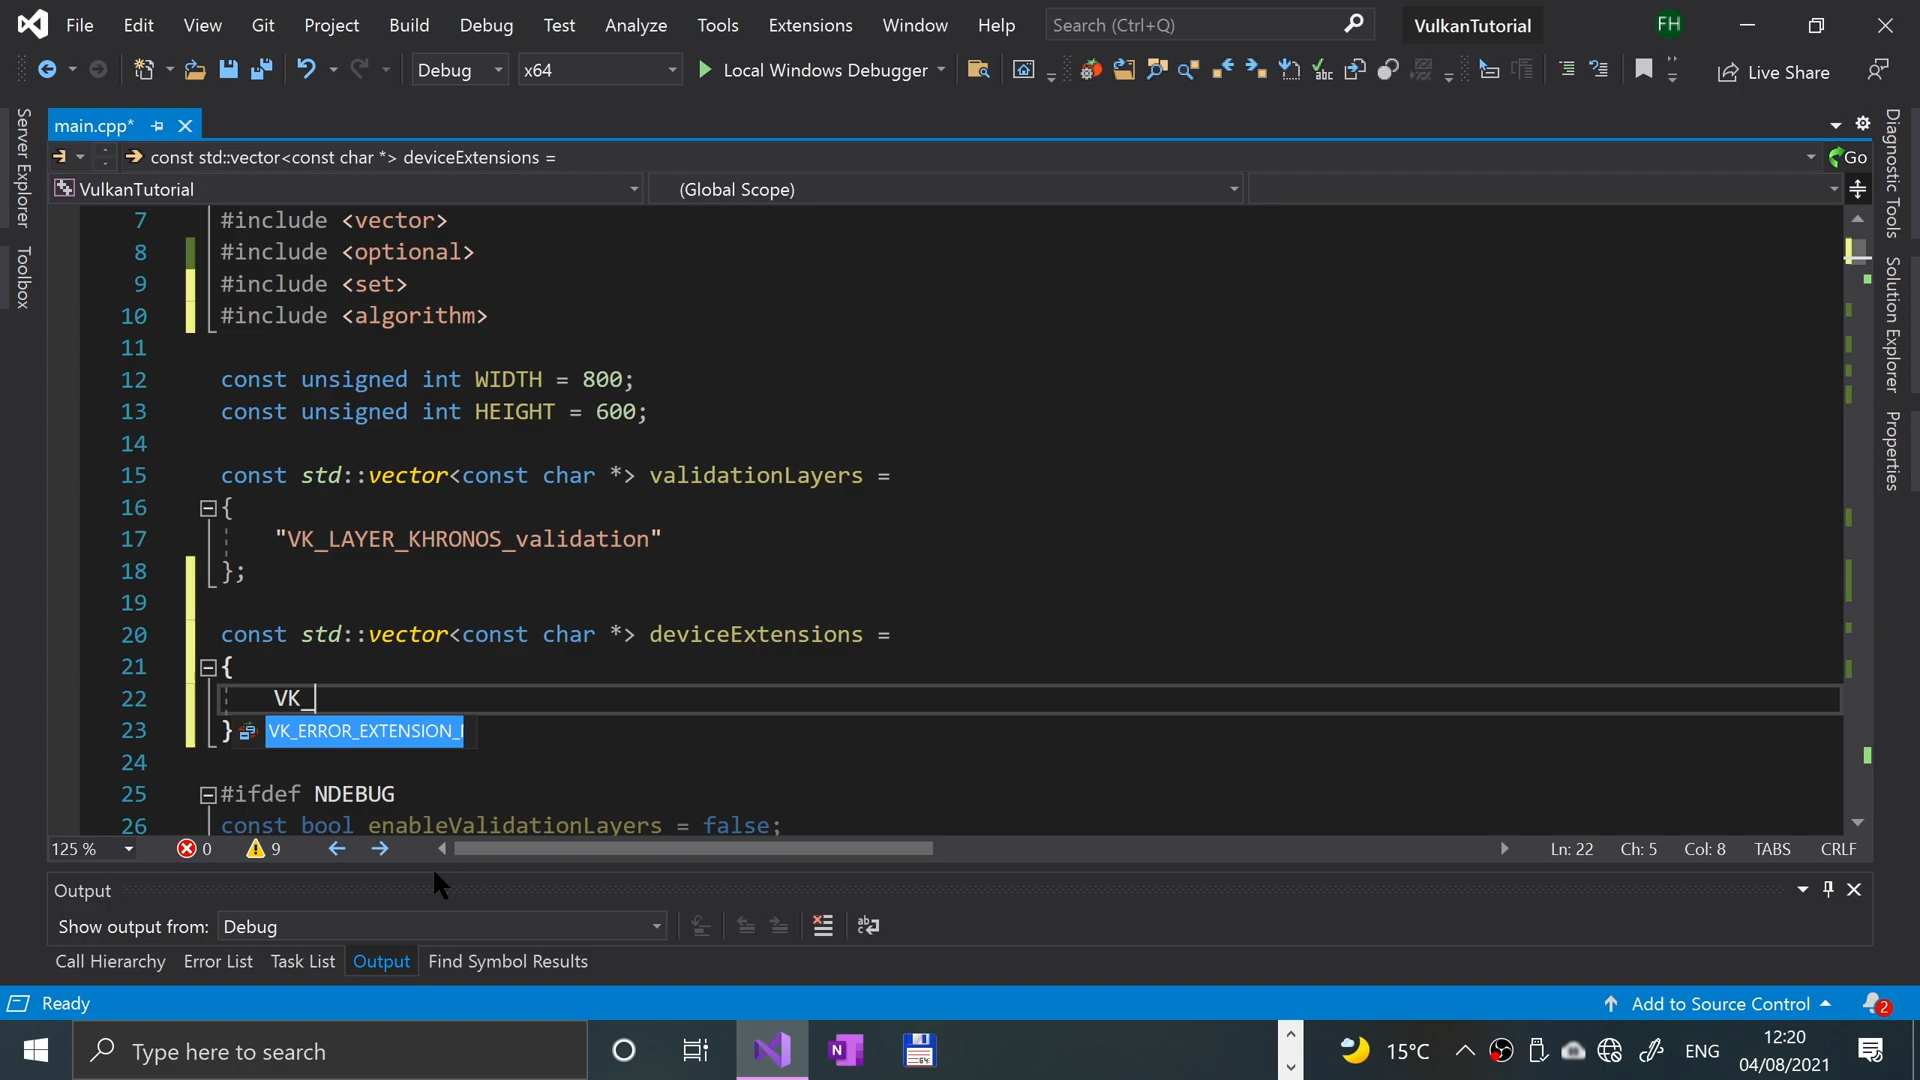 File Edit View Git Project Build Debug Test Analyze Tools Extensions Window Help Search (Ctrl+Q) VulkanTutorial FH
Debug x64 Local Windows Debugger Live Share
main.cpp*
const std::vector<const char *> deviceExtensions = Go
VulkanTutorial (Global Scope)
Server Explorer
Toolbox
Diagnostic Tools
Solution Explorer
Properties
7 #include <vector>
8 #include <optional>
9 #include <set>
10 #include <algorithm>
11
12 const unsigned int WIDTH = 800;
13 const unsigned int HEIGHT = 600;
14
15 const std::vector<const char *> validationLayers =
16 {
17 "VK_LAYER_KHRONOS_validation"
18 };
19
20 const std::vector<const char *> deviceExtensions =
21 {
22 VK_
23 } VK_ERROR_EXTENSION_
24
25 #ifdef NDEBUG
26 const bool enableValidationLayers = false;
125 % 0 9 Ln: 22 Ch: 5 Col: 8 TABS CRLF
Output
Show output from: Debug
Call Hierarchy Error List Task List Output Find Symbol Results
Ready Add to Source Control 2
Type here to search N 64 15°C ENG 12:20
04/08/2021